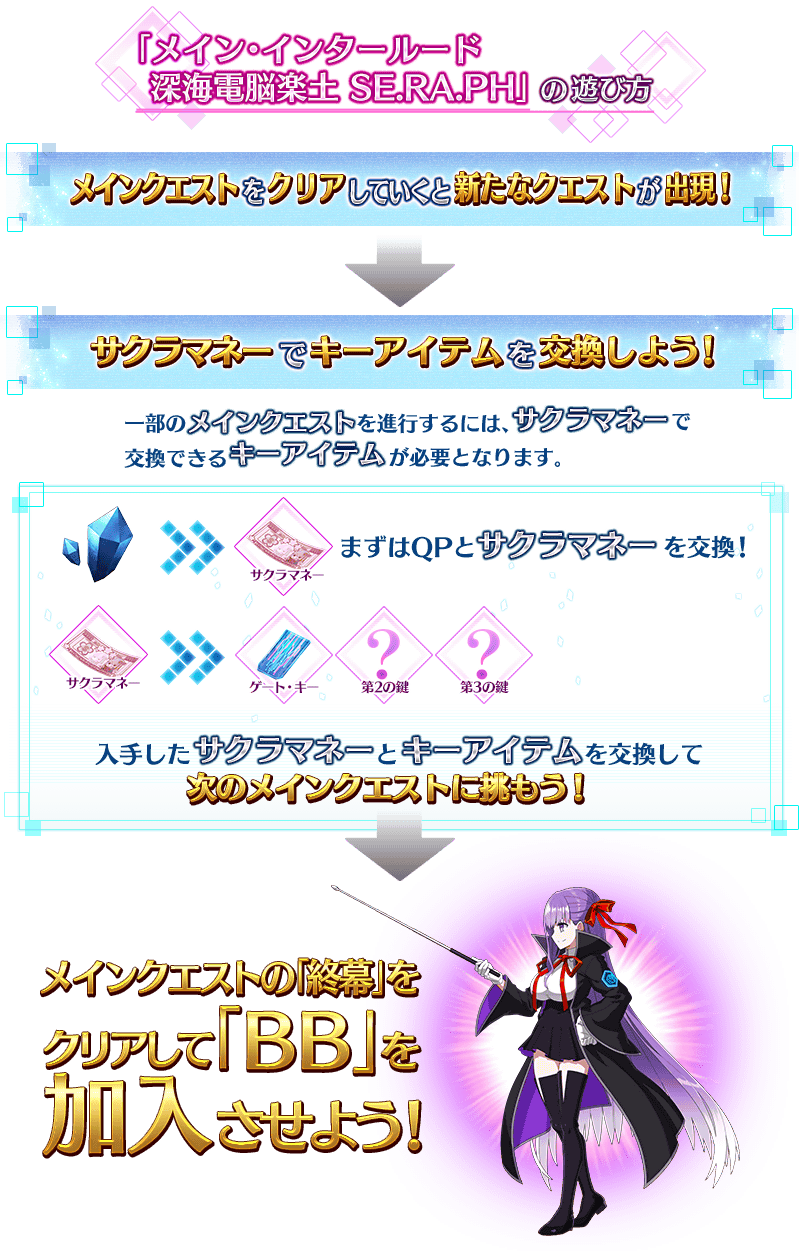 「メイン・インタールード
深海電脳楽土 SE.RA.PH」の遊び方
メインクエストをクリアしていくと新たなクエストが出現！
サクラマネーでキーアイテムを交換しよう！
一部のメインクエストを進行するには、サクラマネーで
交換できるキーアイテムが必要となります。
サクラマネー
まずはQPとサクラマネーを交換！
サクラマネー
ゲート・キー
?
第2の鍵
?
第3の鍵
入手したサクラマネーとキーアイテムを交換して
次のメインクエストに挑もう！
メインクエストの「終幕」を
クリアして「BB」を
加入させよう！